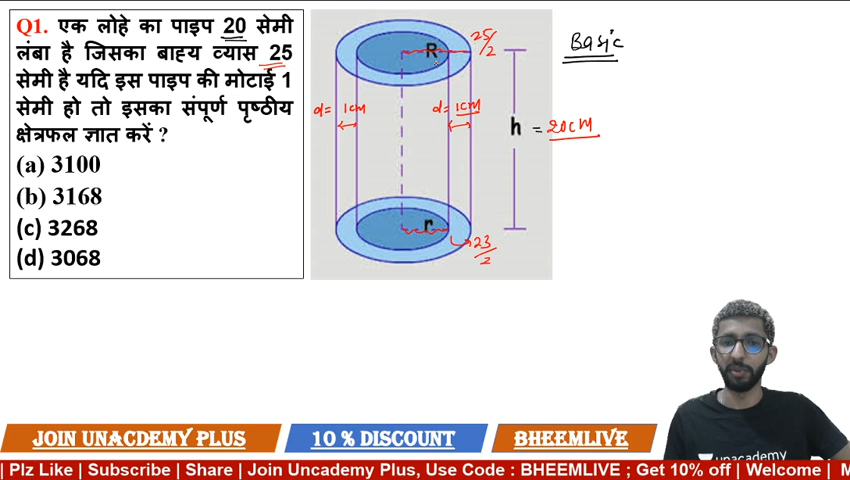 Q1. एक लोहे का पाइप 20 सेमी
लंबा है जिसका बाह्य व्यास 25
सेमी है यदि इस पाइप की मोटाई 1
सेमी हो तो इसका संपूर्ण पृष्ठीय
क्षेत्रफल ज्ञात करें ?
(a) 3100
(b) 3168
(c) 3268
(d) 3068
R
25/2
d= 1cm
d= 1cm
h = 20cm
r
23/2
Basic
unacademy
JOIN UNACDEMY PLUS
10 % DISCOUNT
BHEEMLIVE
| Plz Like | Subscribe | Share | Join Uncademy Plus, Use Code : BHEEMLIVE ; Get 10% off | Welcome | M